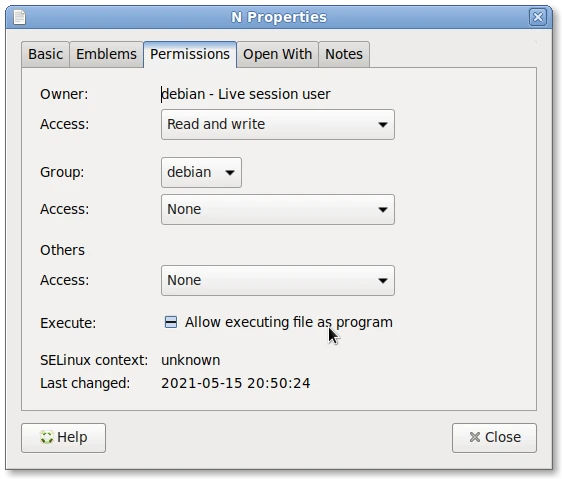 N Properties
Basic Emblems Permissions Open With Notes
Owner: debian - Live session user
Access: Read and write
Group: debian
Access: None
Others
Access: None
Execute: Allow executing file as program
SELinux context: unknown
Last changed: 2021-05-15 20:50:24
Help Close